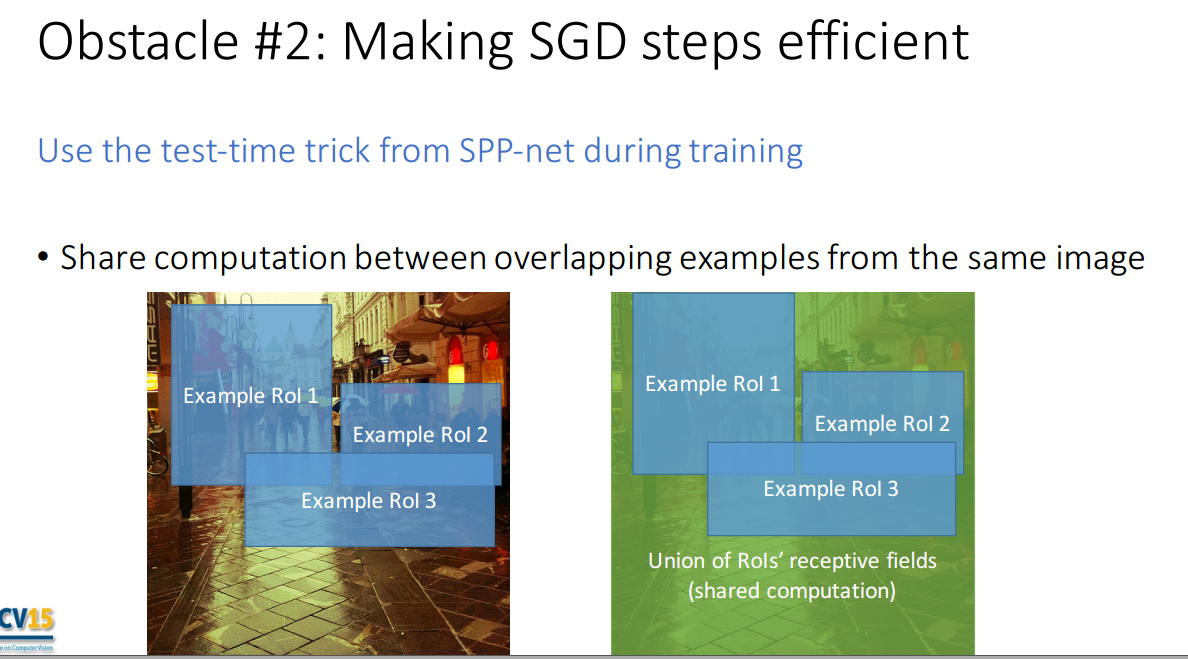 Obstacle #2: Making SGD steps efficient
Use the test-time trick from SPP-net during training
• Share computation between overlapping examples from the same image
Example RoI 1
Example RoI 2
Example RoI 3
Example RoI 1
Example RoI 2
Example RoI 3
Union of RoIs' receptive fields
(shared computation)
CV15
e on Computer Vision